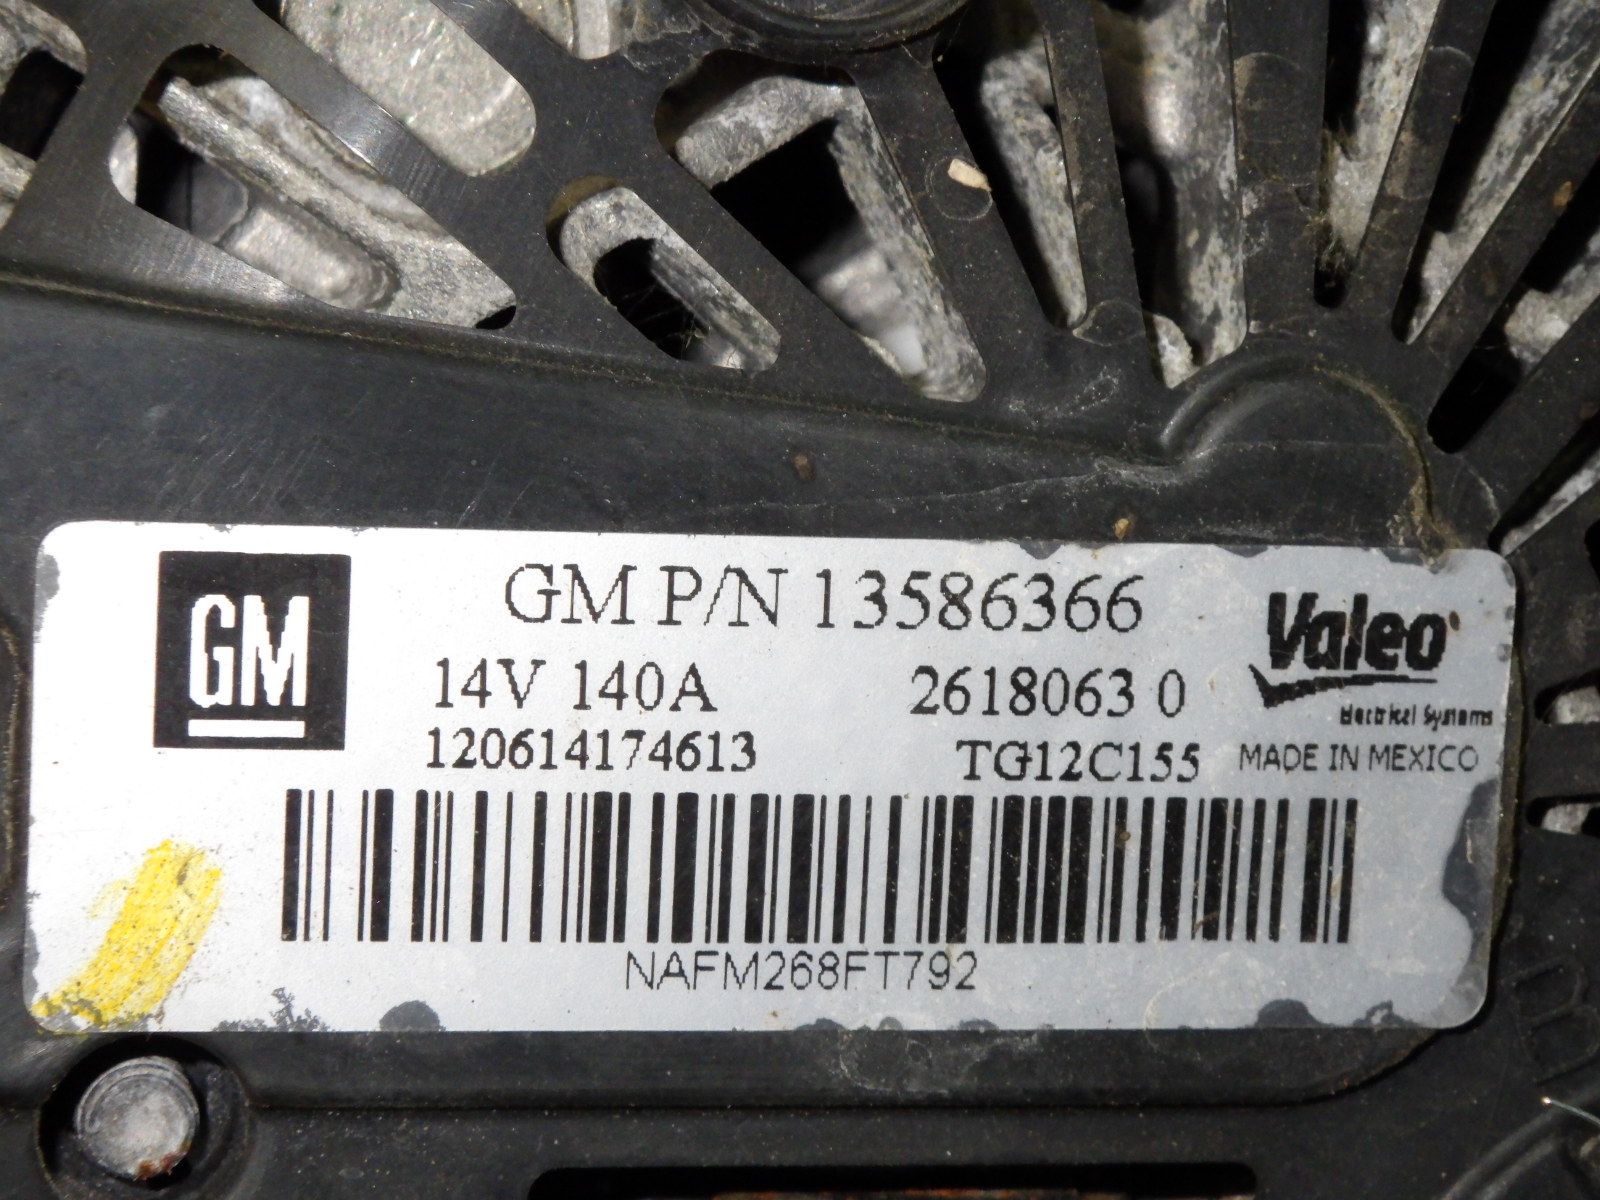 GM
GM P/N 13586366
14V 140A 2618063 0
120614174613 TG12C155
Valeo
Electrical Systems
MADE IN MEXICO
NAFM268FT792